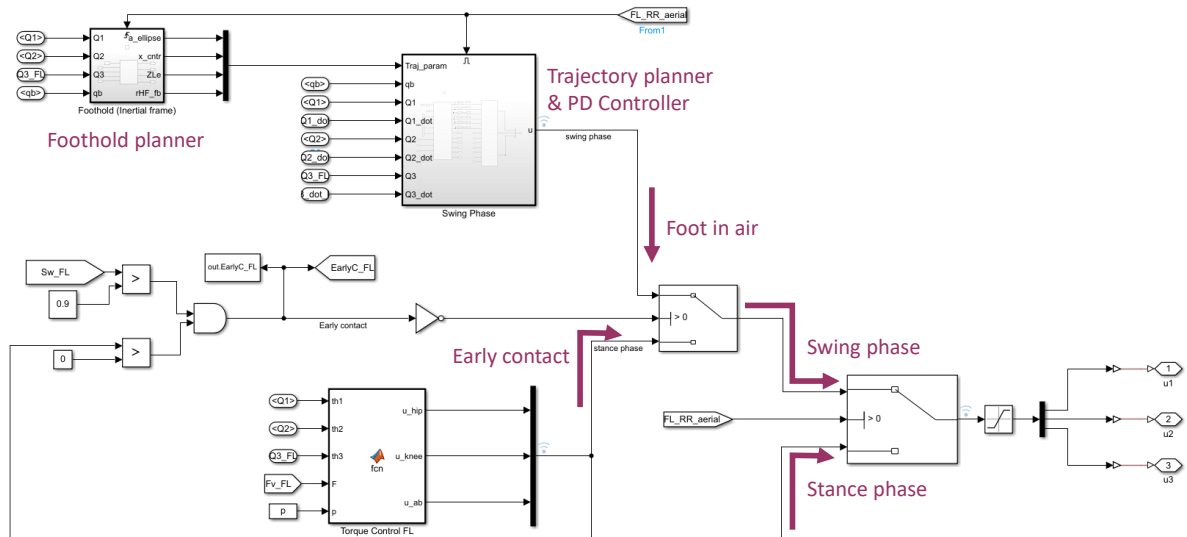 FL_RR_aerial
From1
<Q1>
<Q2>
Q3_FL
<qb>
Q1
Q2
Q3
qb
a_ellipse
x_cntr
ZLe
rHF_fb
Foothold (Inertial frame)
Foothold planner
<qb>
<Q1>
Q1_do
<Q2>
Q2_do
Q3_FL
3_dot
Traj_param
qb
Q1
Q1_dot
Q2
Q2_dot
Q3
Q3_dot
u
Swing Phase
Trajectory planner
& PD Controller
swing phase
Foot in air
Sw_FL
0.9
>
0
>
out.EarlyC_FL
EarlyC_FL
Early contact
> 0
stance phase
Early contact
Swing phase
<Q1>
<Q2>
Q3_FL
Fv_FL
p
th1
th2
th3
F
p
fcn
u_hip
u_knee
u_ab
Torque Control FL
FL_RR_aerial
> 0
Stance phase
1
u1
2
u2
3
u3